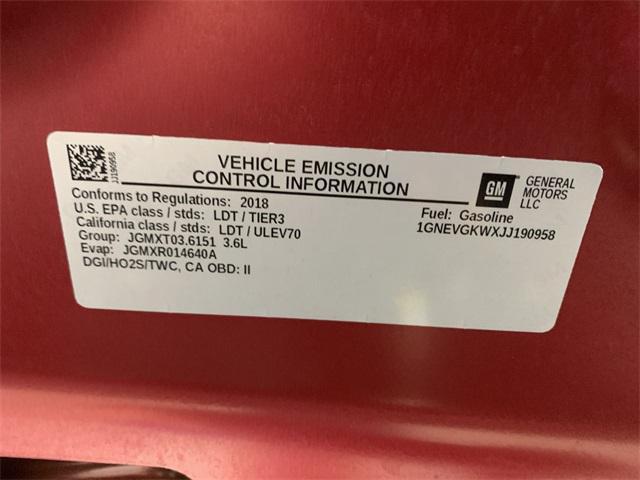 JJ190958
VEHICLE EMISSION
CONTROL INFORMATION
Conforms to Regulations: 2018
U.S. EPA class / stds: LDT / TIER3
California class / stds: LDT / ULEV70
Group: JGMXT03.6151 3.6L
Evap: JGMXR014640A
DGI/HO2S/TWC, CA OBD: II
GM
GENERAL
MOTORS
LLC
Fuel: Gasoline
1GNEVGKWXJJ190958